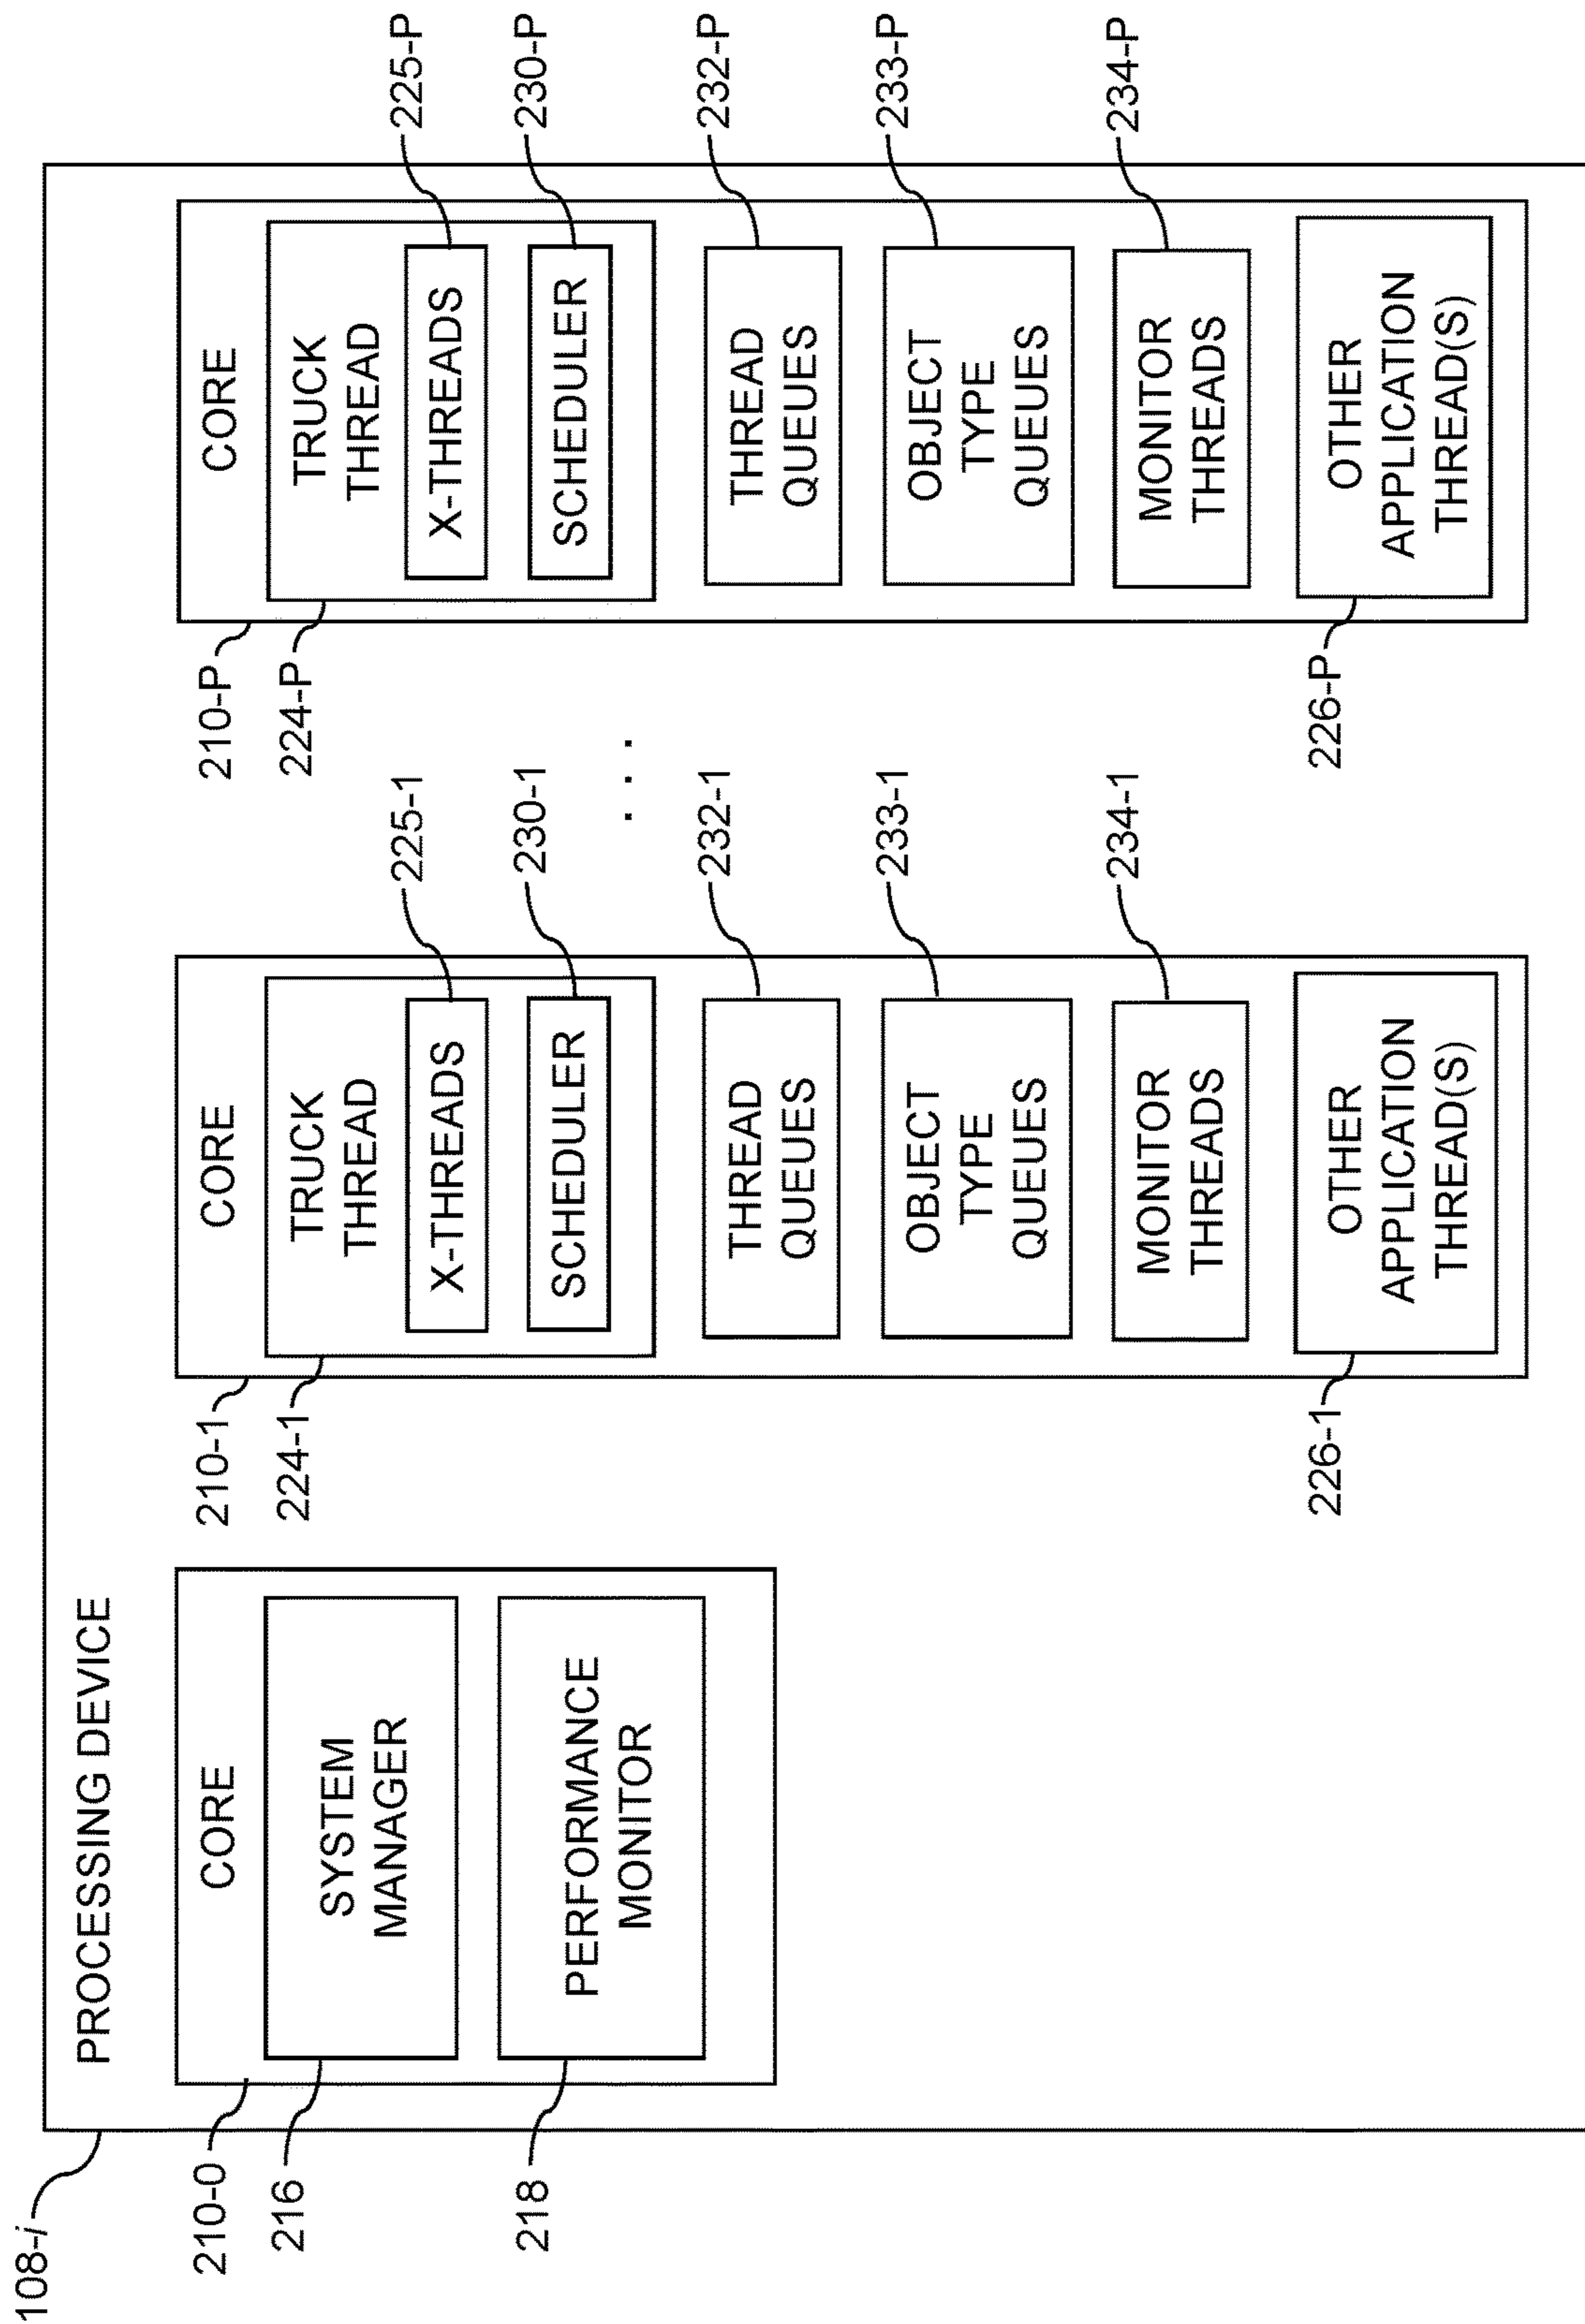 108-i
PROCESSING DEVICE
210-0
CORE
216
SYSTEM
MANAGER
218
PERFORMANCE
MONITOR
210-1
CORE
224-1
TRUCK
THREAD
225-1
X-THREADS
230-1
SCHEDULER
232-1
THREAD
QUEUES
233-1
OBJECT
TYPE
QUEUES
234-1
MONITOR
THREADS
226-1
OTHER
APPLICATION
THREAD(S)
. . .
210-P
CORE
224-P
TRUCK
THREAD
225-P
X-THREADS
230-P
SCHEDULER
232-P
THREAD
QUEUES
233-P
OBJECT
TYPE
QUEUES
234-P
MONITOR
THREADS
226-P
OTHER
APPLICATION
THREAD(S)